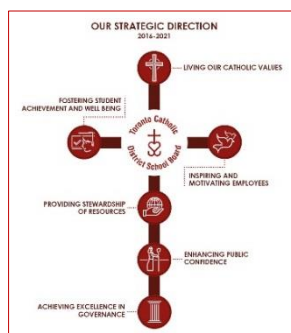 OUR STRATEGIC DIRECTION
2016-2021
LIVING OUR CATHOLIC VALUES
FOSTERING STUDENT
ACHIEVEMENT AND WELL BEING
Toronto Catholic
District School Board
INSPIRING AND
MOTIVATING EMPLOYEES
PROVIDING STEWARDSHIP
OF RESOURCES
ENHANCING PUBLIC
CONFIDENCE
ACHIEVING EXCELLENCE IN
GOVERNANCE